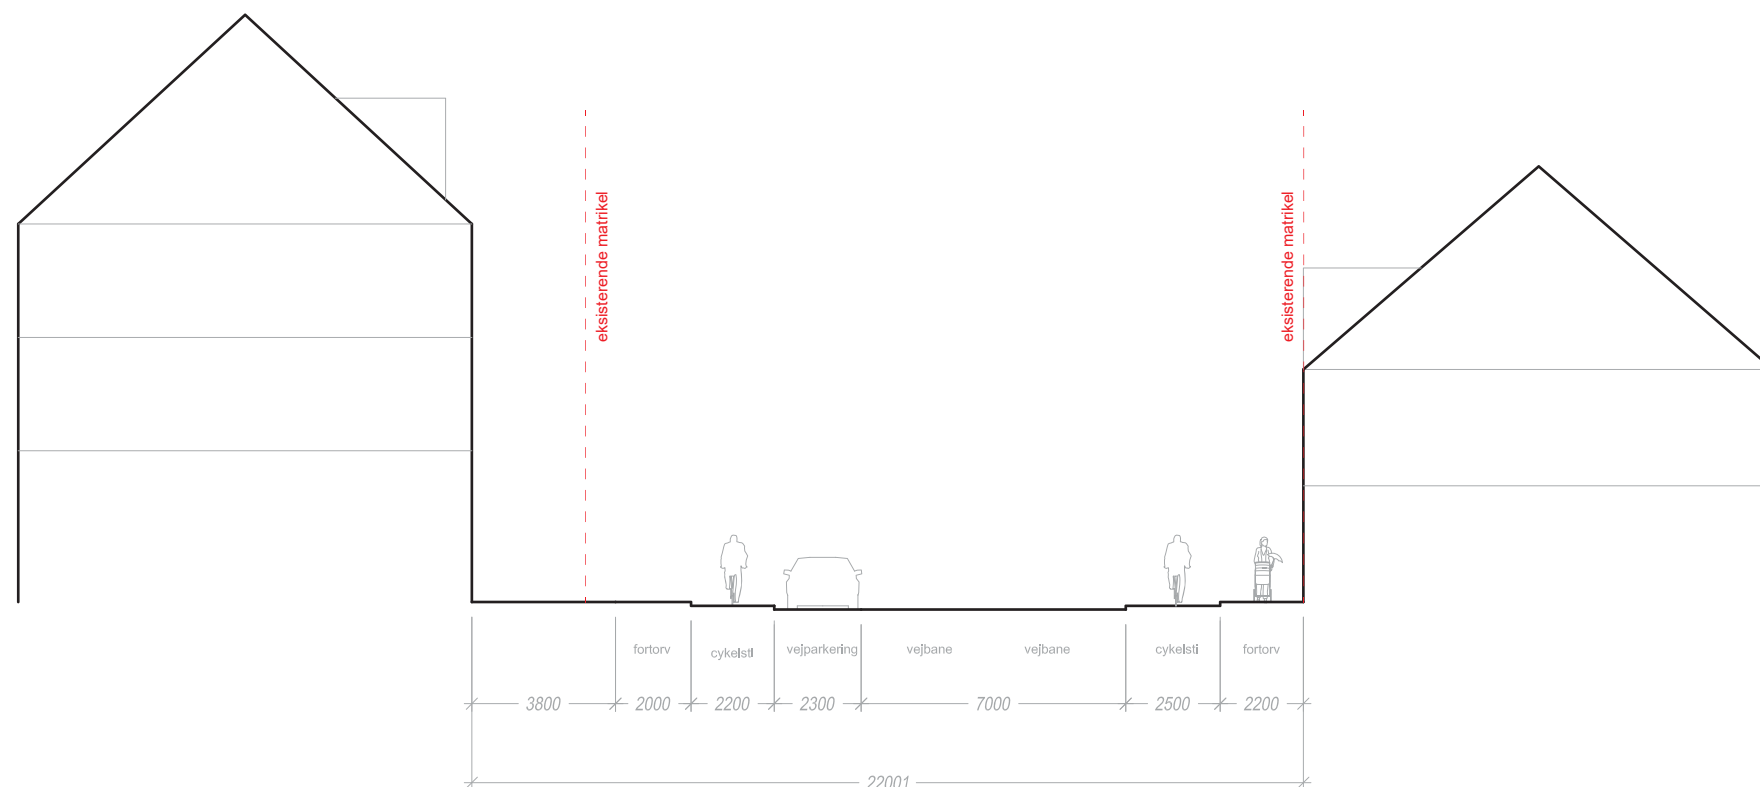 eksisterende matrikel
eksisterende matrikel
fortorv
cykelsti
vejparkering
vejbane
vejbane
cykelsti
fortorv
3800
2000
2200
2300
7000
2500
2200
22001